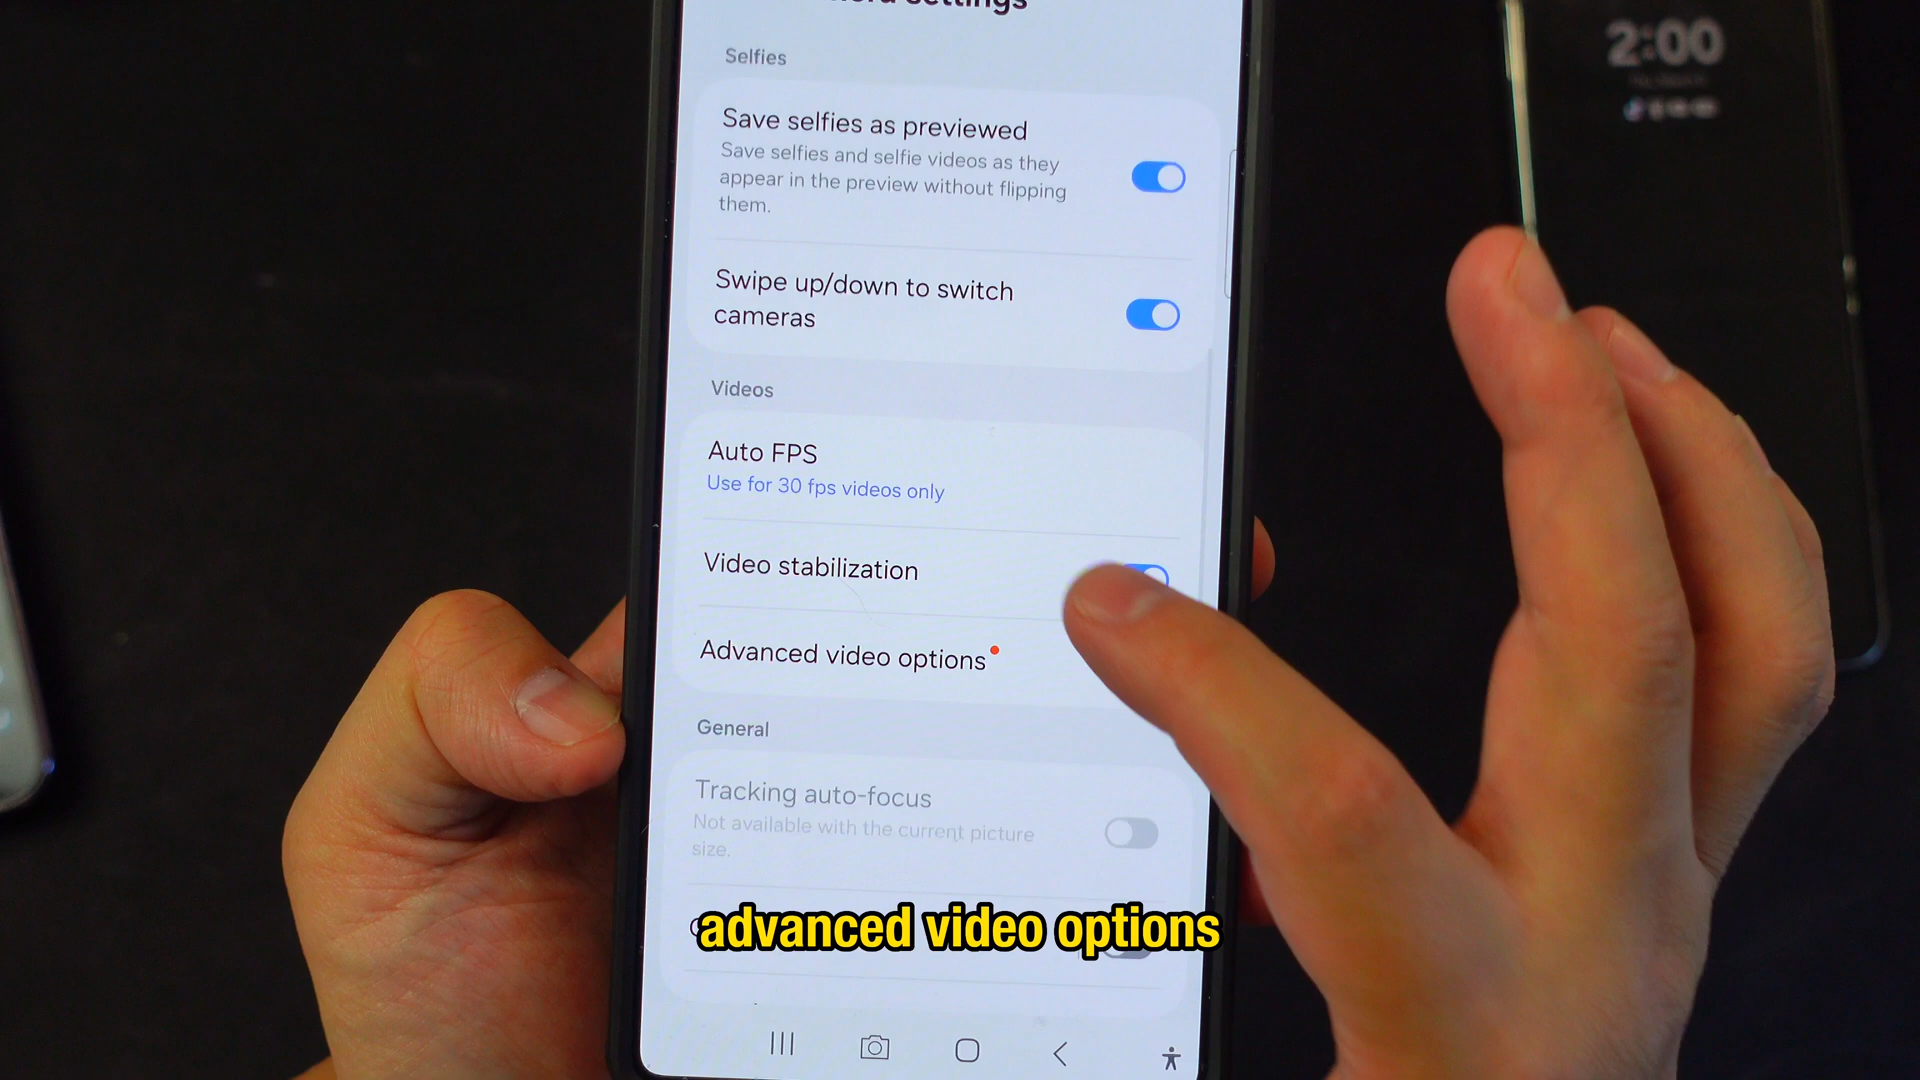 settings
Selfies
Save selfies as previewed
Save selfies and selfie videos as they
appear in the preview without flipping
them.
Swipe up/down to switch
cameras
Videos
Auto FPS
Use for 30 fps videos only
Video stabilization
Advanced video options
General
Tracking auto-focus
Not available with the current picture
size.
advanced video options
2:00